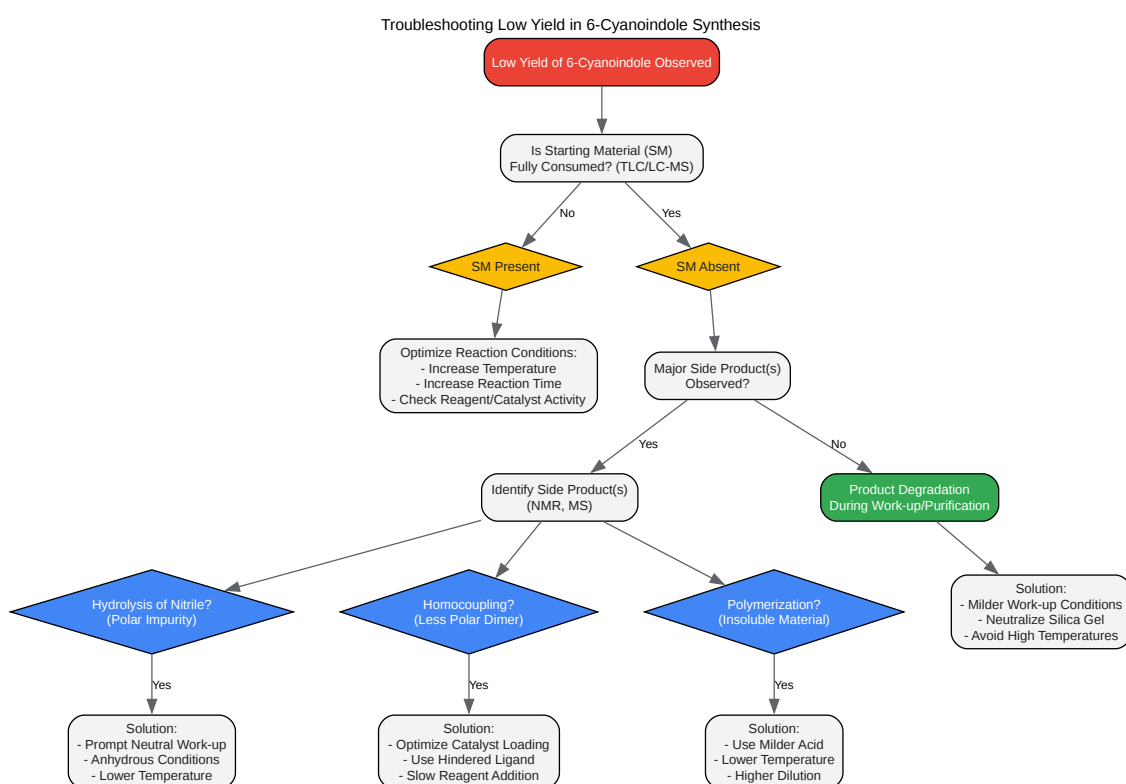 Troubleshooting Low Yield in 6-Cyanoindole Synthesis
Low Yield of 6-Cyanoindole Observed
Is Starting Material (SM)
Fully Consumed? (TLC/LC-MS)
No
Yes
SM Present
SM Absent
Optimize Reaction Conditions:
- Increase Temperature
- Increase Reaction Time
- Check Reagent/Catalyst Activity
Major Side Product(s)
Observed?
Yes
No
Identify Side Product(s)
(NMR, MS)
Product Degradation
During Work-up/Purification
Hydrolysis of Nitrile?
(Polar Impurity)
Homocoupling?
(Less Polar Dimer)
Polymerization?
(Insoluble Material)
Solution:
- Milder Work-up Conditions
- Neutralize Silica Gel
- Avoid High Temperatures
Yes
Yes
Yes
Solution:
- Prompt Neutral Work-up
- Anhydrous Conditions
- Lower Temperature
Solution:
- Optimize Catalyst Loading
- Use Hindered Ligand
- Slow Reagent Addition
Solution:
- Use Milder Acid
- Lower Temperature
- Higher Dilution